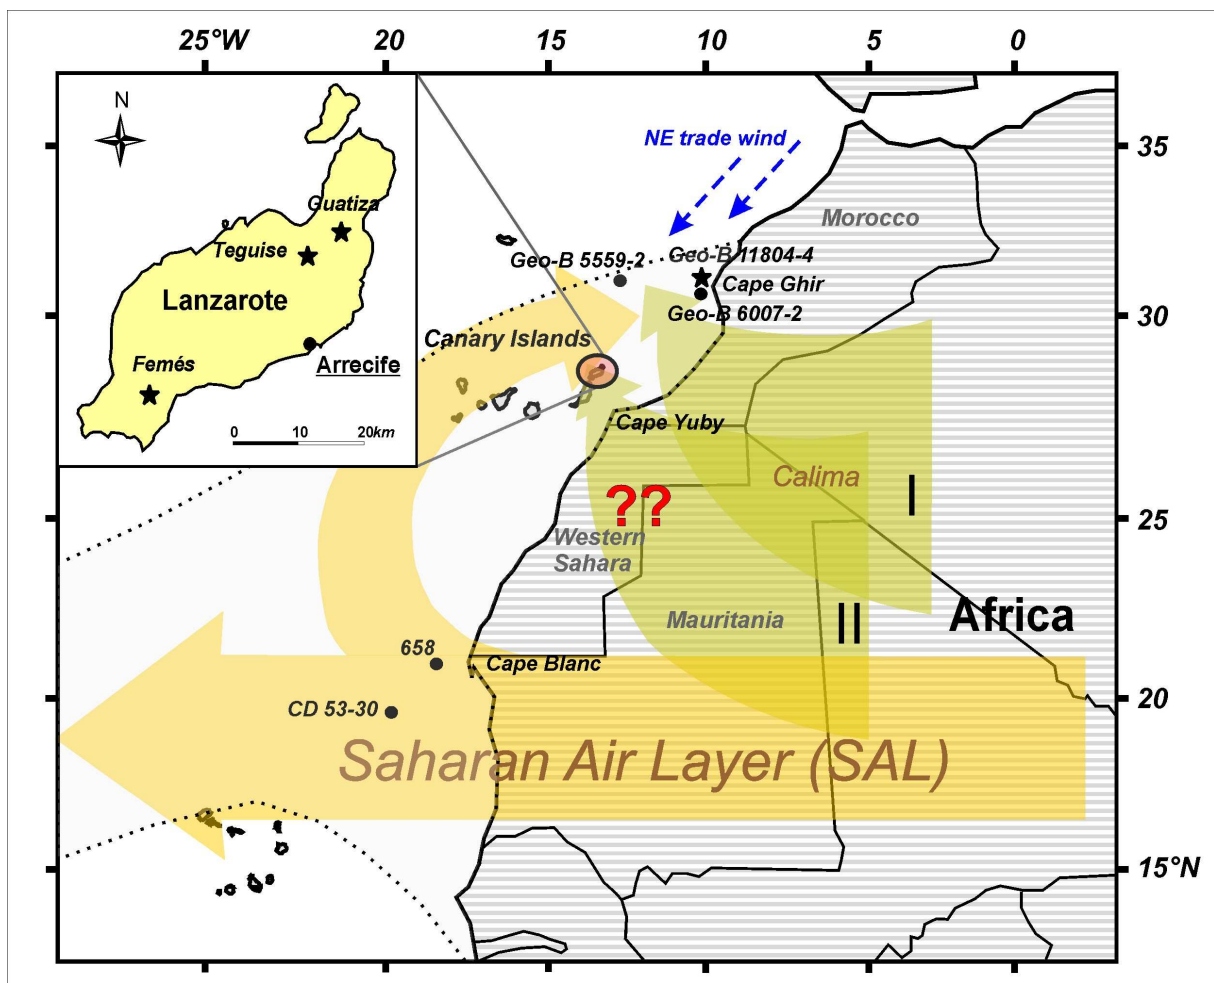 25°W 20 15 10 5 0
N
NE trade wind
35
Guatiza
Morocco
Teguise
Geo-B 5559-2
Geo-B 11804-4
Cape Ghir
Lanzarote
Geo-B 6007-2
30
Canary Islands
Arrecife
Femés
Cape Yuby
0 10 20km
Calima
I
??
25
Western
Sahara
Mauritania
II
Africa
658
Cape Blanc
20
CD 53-30
Saharan Air Layer (SAL)
15°N